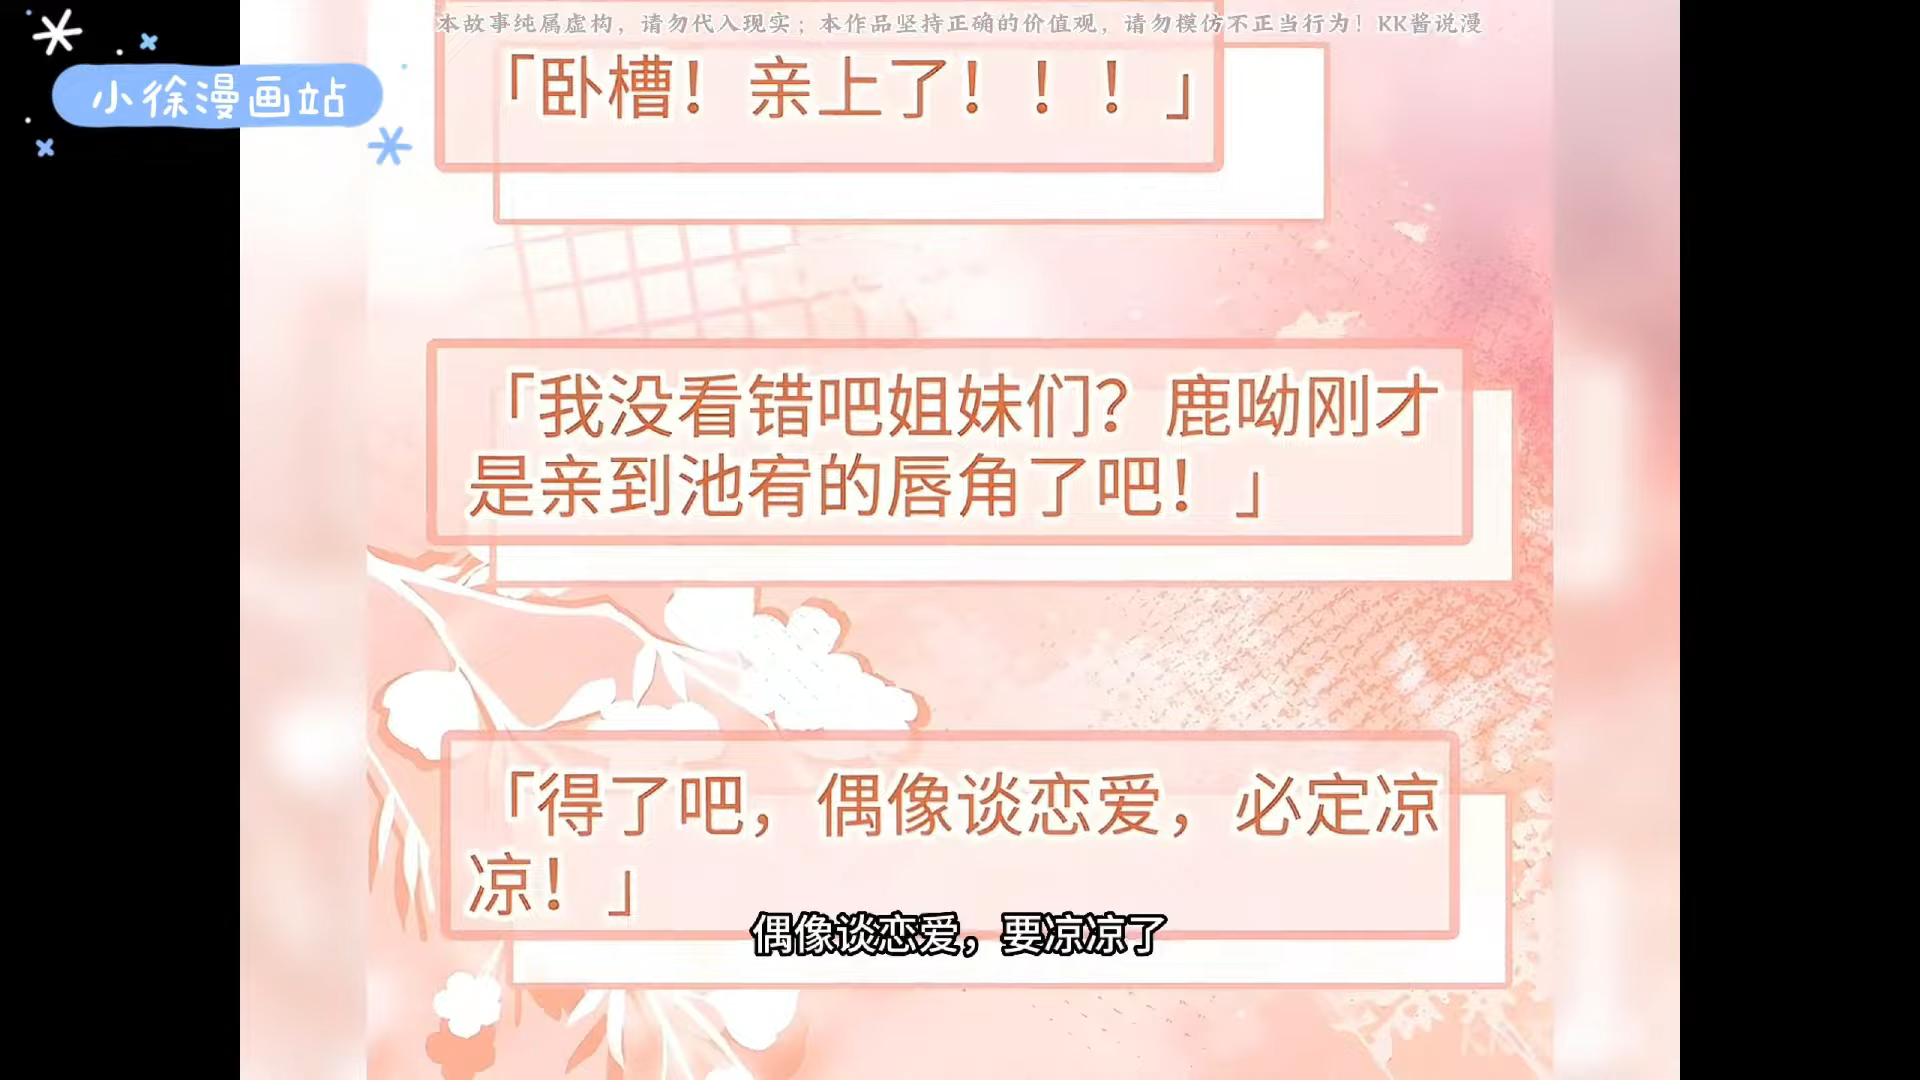 本故事纯属虚构，请勿代入现实；本作品坚持正确的价值观，请勿模仿不正当行为！KK酱说漫
小徐漫画站
「卧槽！亲上了！！！」
「我没看错吧姐妹们？鹿呦刚才
是亲到池宥的唇角了吧！」
「得了吧，偶像谈恋爱，必定凉
凉！」
偶像谈恋爱，要凉凉了